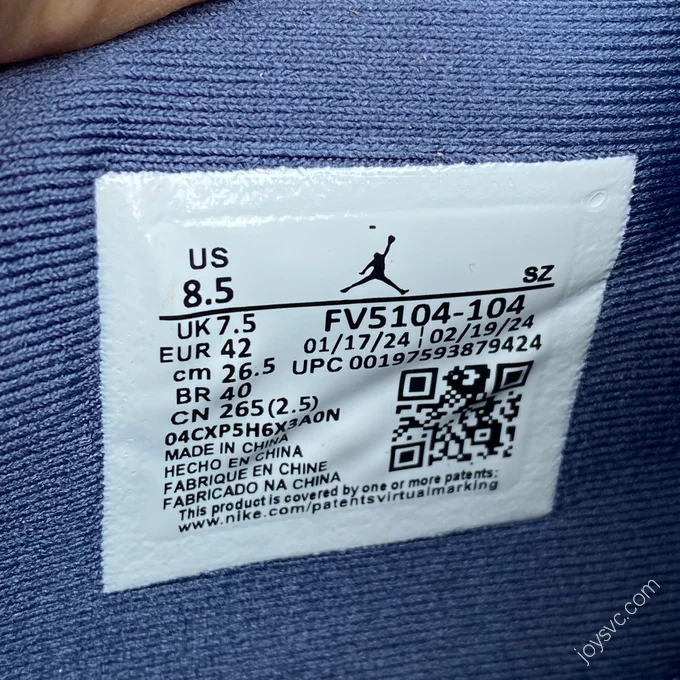 US
8.5
SZ
UK 7.5
FV5104-104
EUR 42
01/17/24 | 02/19/24
cm 26.5
UPC 00197593879424
BR 40
CN 265(2.5)
04CXP5H6X3A0N
MADE IN CHINA
HECHO EN CHINA
FABRIQUE EN CHINE
FABRICADO NA CHINA
This product is covered by one or more patents:
www.nike.com/patentsvirtualmarking
joysvc.com